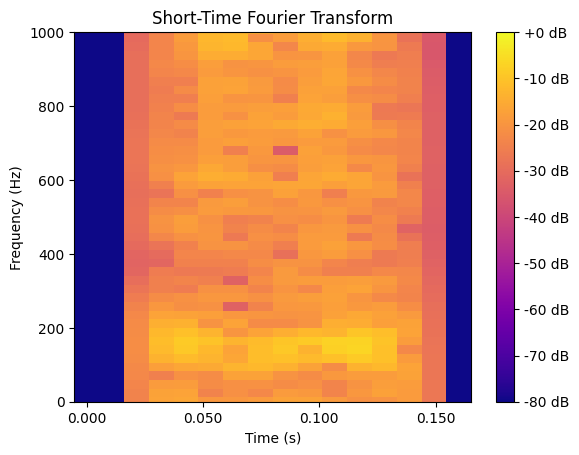 Short-Time Fourier Transform
1000
800
600
400
200
0
Frequency (Hz)
0.000
0.050
0.100
0.150
Time (s)
+0 dB
-10 dB
-20 dB
-30 dB
-40 dB
-50 dB
-60 dB
-70 dB
-80 dB